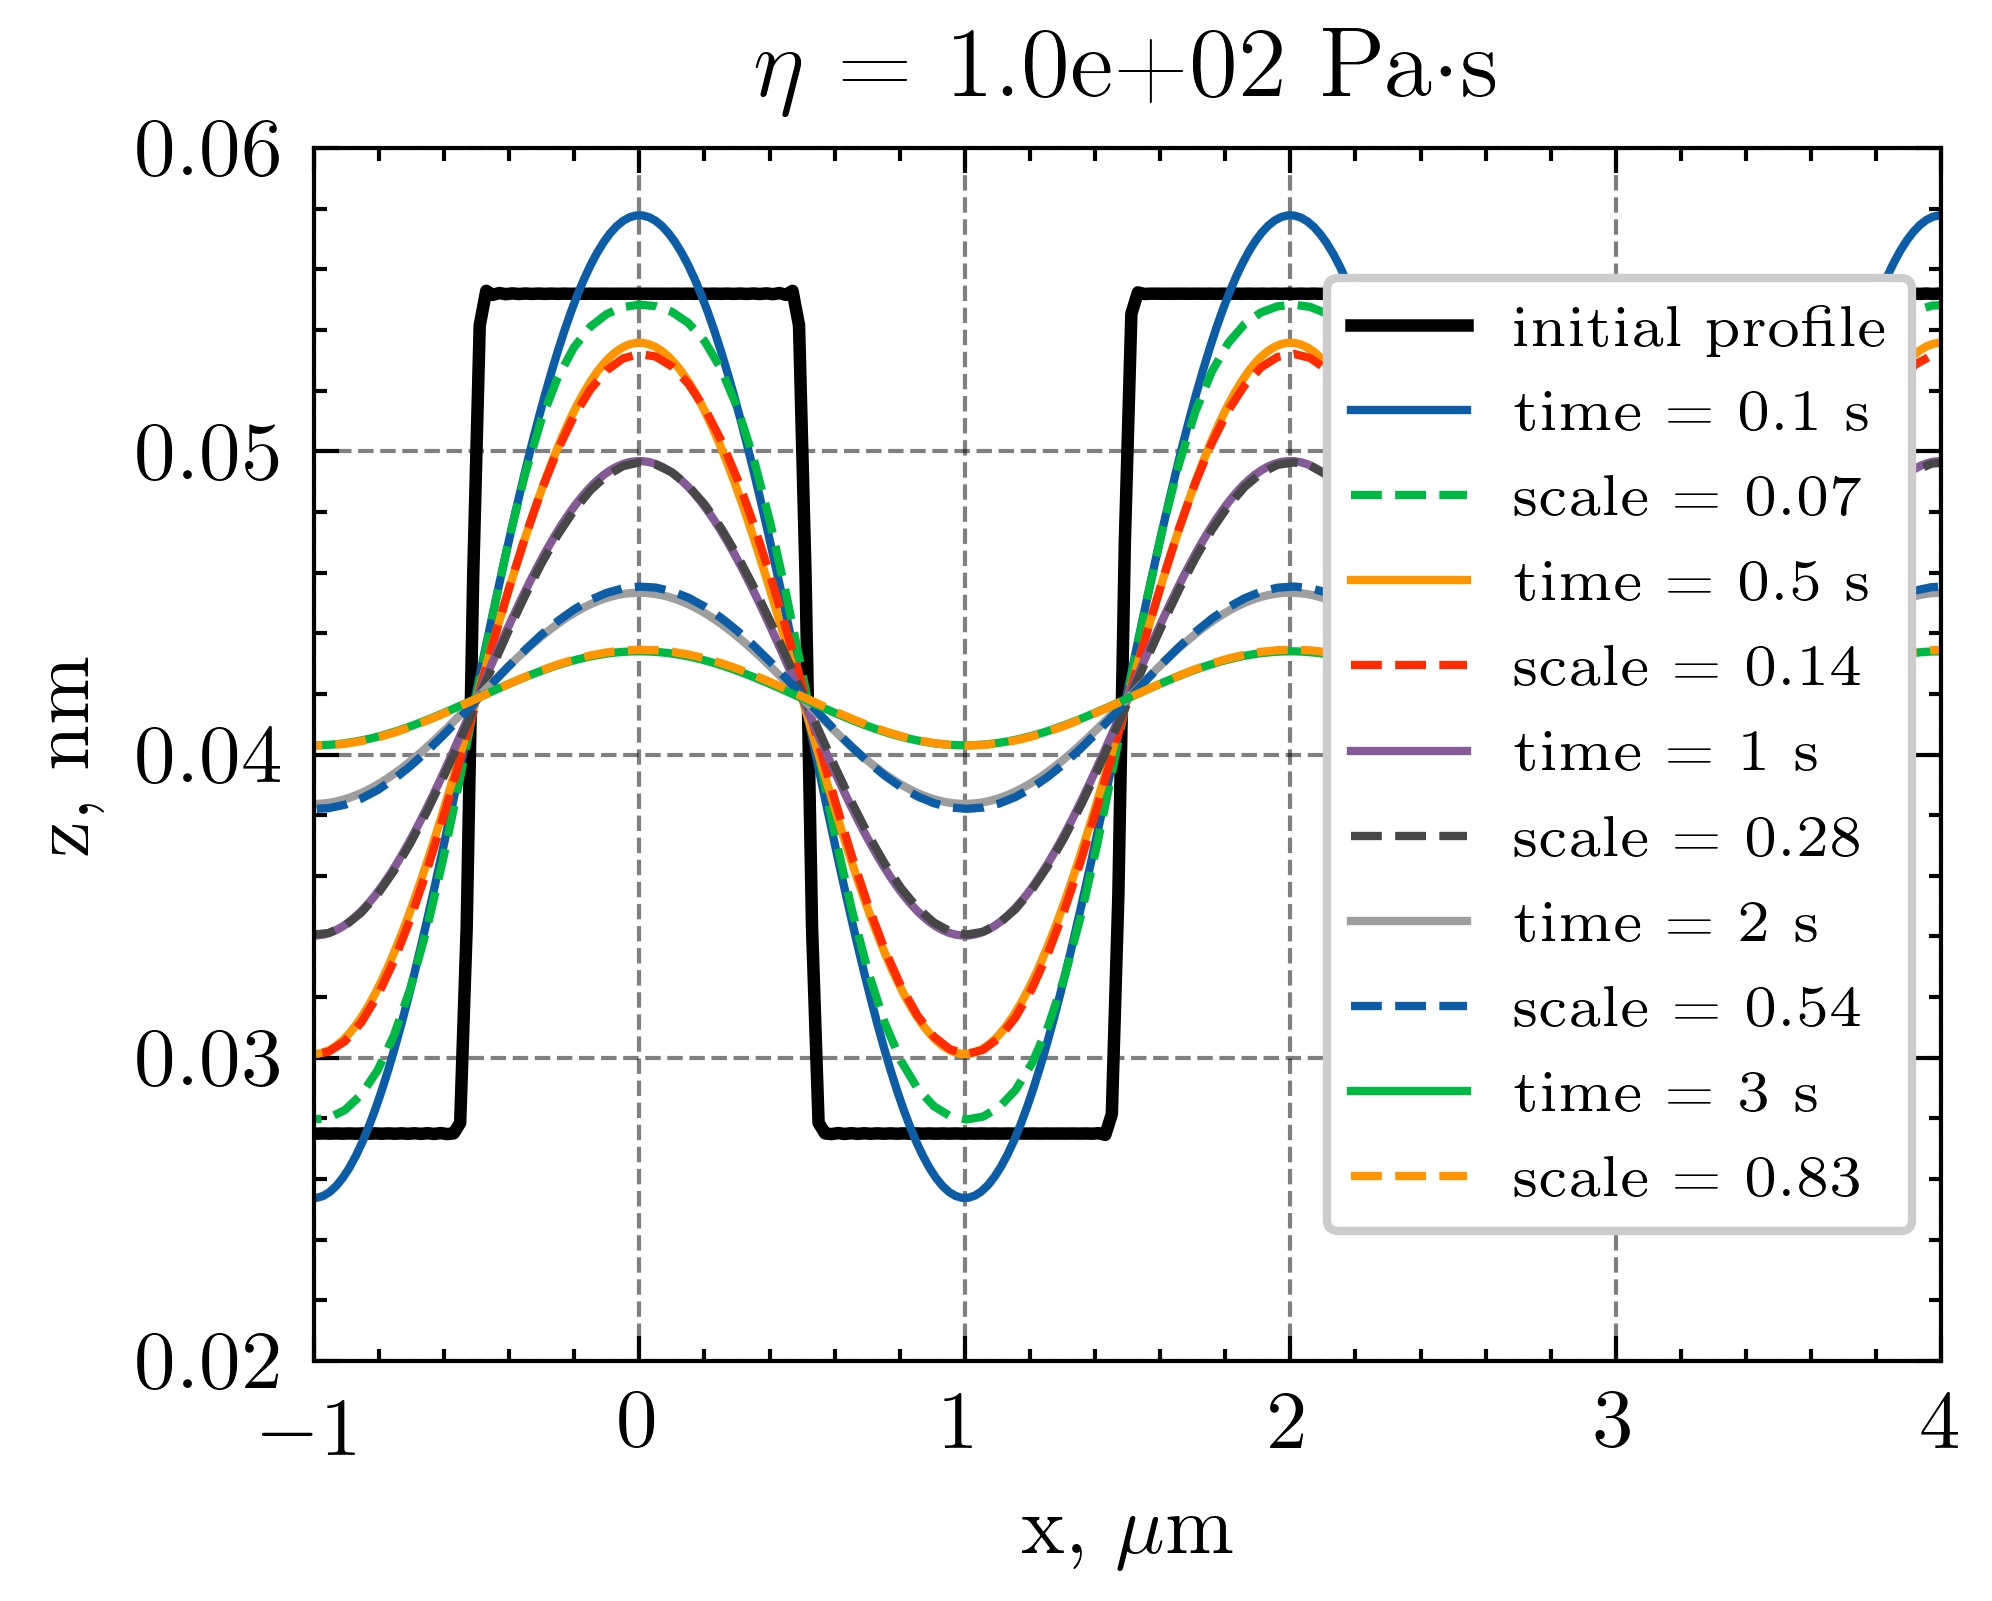 η = 1.0e+02 Pa·s
0.06
0.05
0.04
0.03
0.02
z, nm
−1 0 1 2 3 4
x, μm
initial profile
time = 0.1 s
scale = 0.07
time = 0.5 s
scale = 0.14
time = 1 s
scale = 0.28
time = 2 s
scale = 0.54
time = 3 s
scale = 0.83